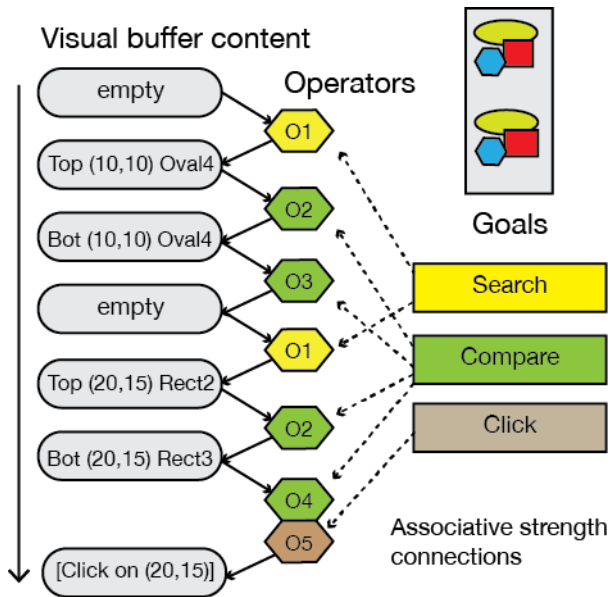 Visual buffer content
Operators
empty
O1
Top (10,10) Oval4
O2
Bot (10,10) Oval4
Goals
O3
Search
empty
O1
Compare
Top (20,15) Rect2
O2
Click
Bot (20,15) Rect3
O4
O5
Associative strength
connections
[Click on (20,15)]